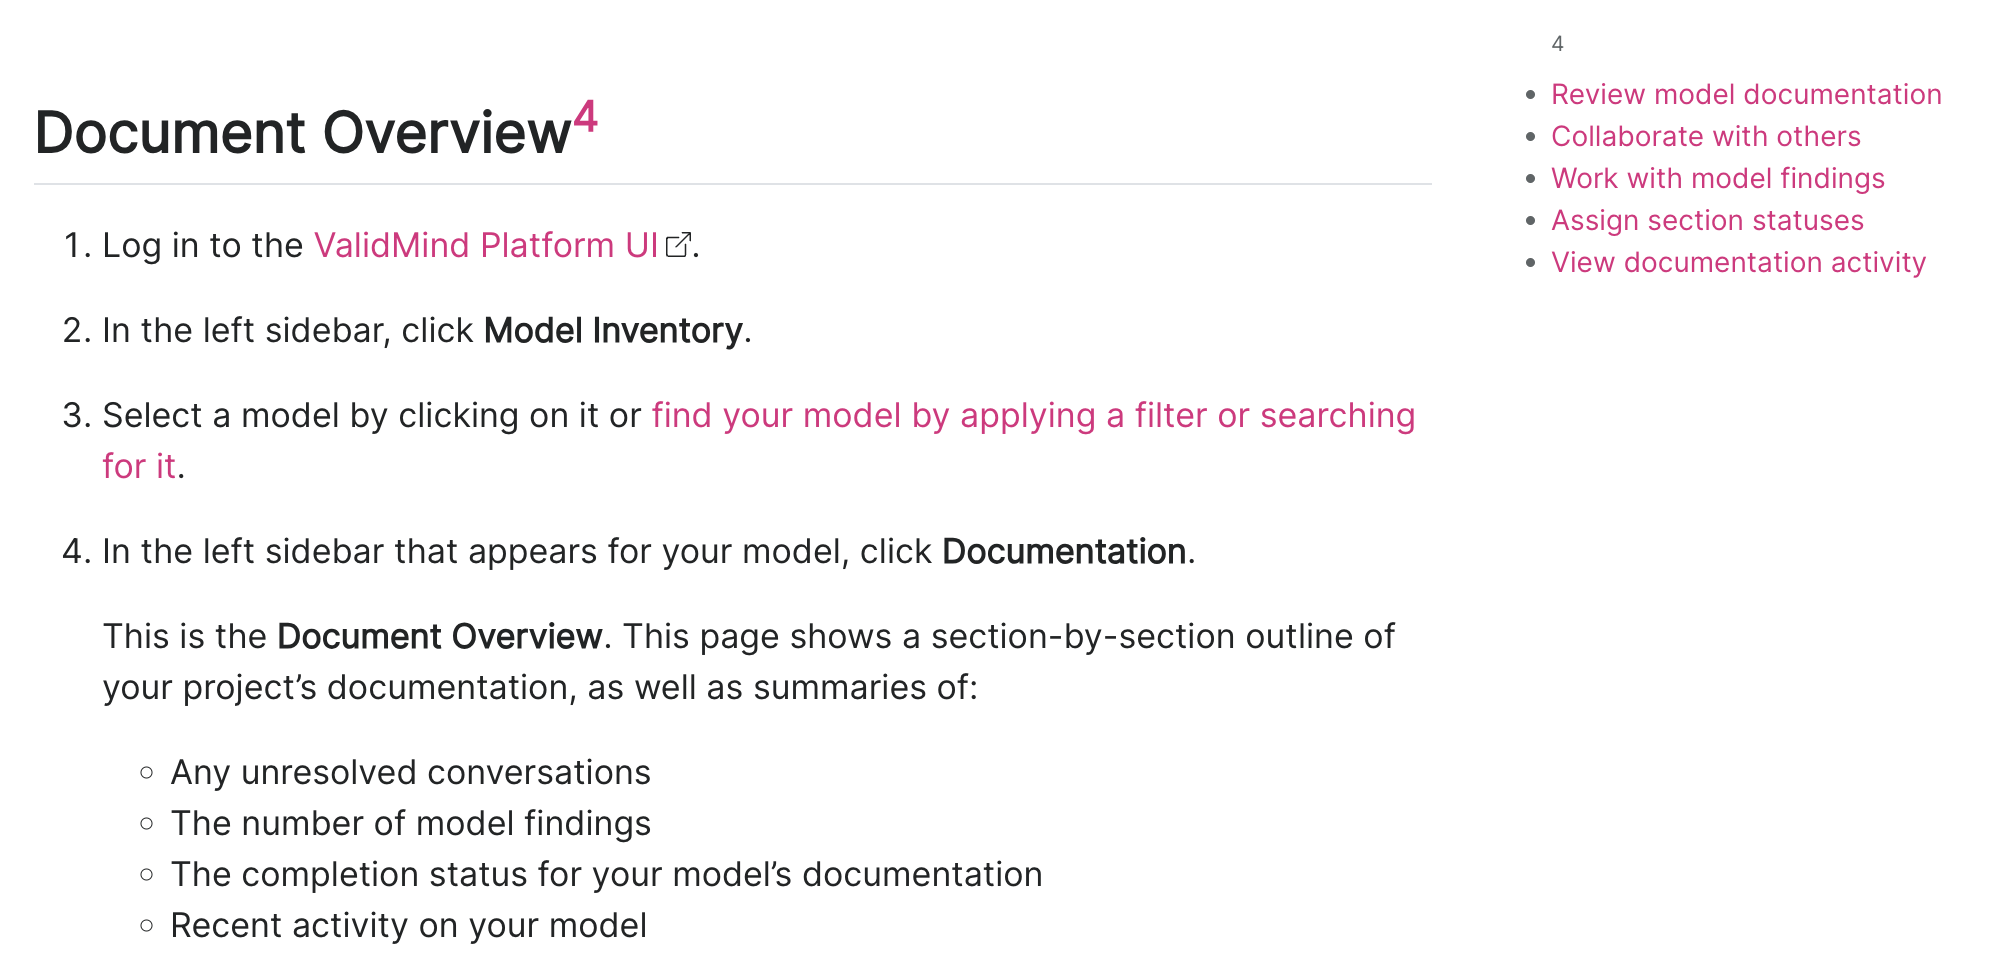 Document Overview4
1. Log in to the ValidMind Platform UI.
2. In the left sidebar, click Model Inventory.
3. Select a model by clicking on it or find your model by applying a filter or searching
for it.
4. In the left sidebar that appears for your model, click Documentation.
This is the Document Overview. This page shows a section-by-section outline of
your project’s documentation, as well as summaries of:
Any unresolved conversations
The number of model findings
The completion status for your model’s documentation
Recent activity on your model
4
Review model documentation
Collaborate with others
Work with model findings
Assign section statuses
View documentation activity